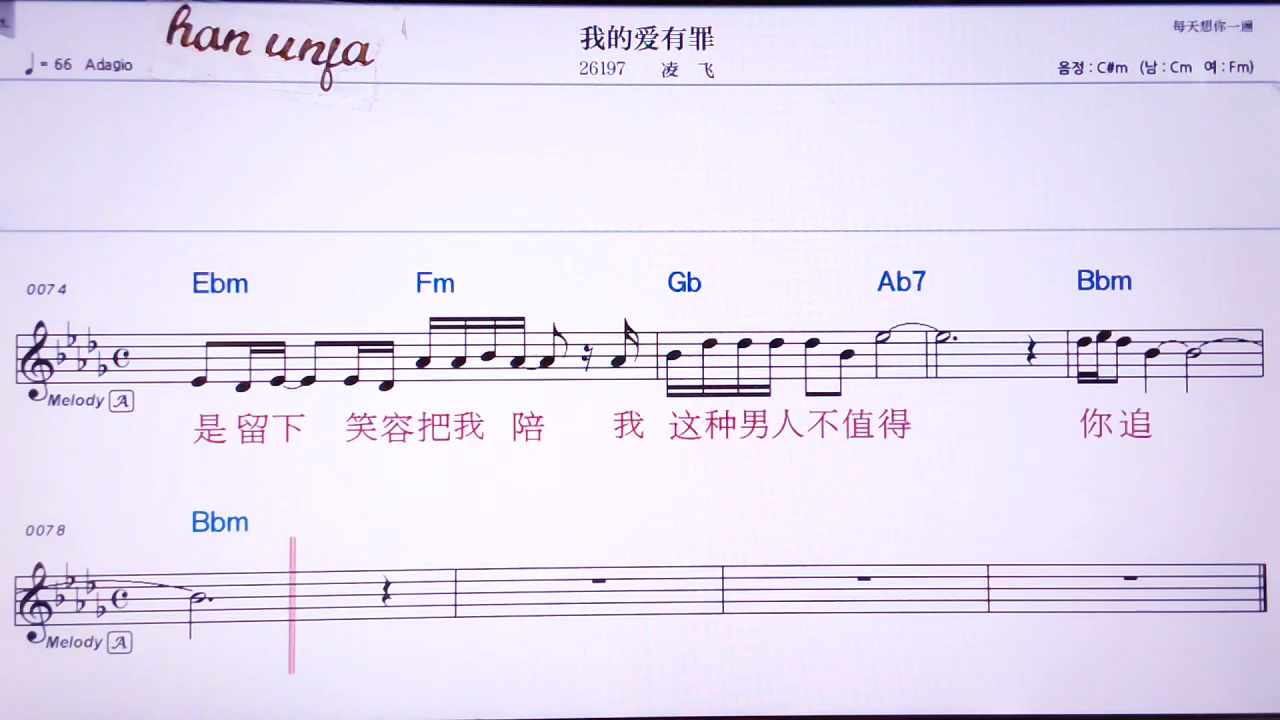 han unfa
我的爱有罪
每天想你一遍
♩= 66 Adagio
26197 凌 飞
음정 : C#m (남 : Cm 여 : Fm)
0074 Ebm Fm Gb Ab7 Bbm
Melody A
是留下 笑容把我 陪 我 这种男人不值得 你追
0078 Bbm
Melody A